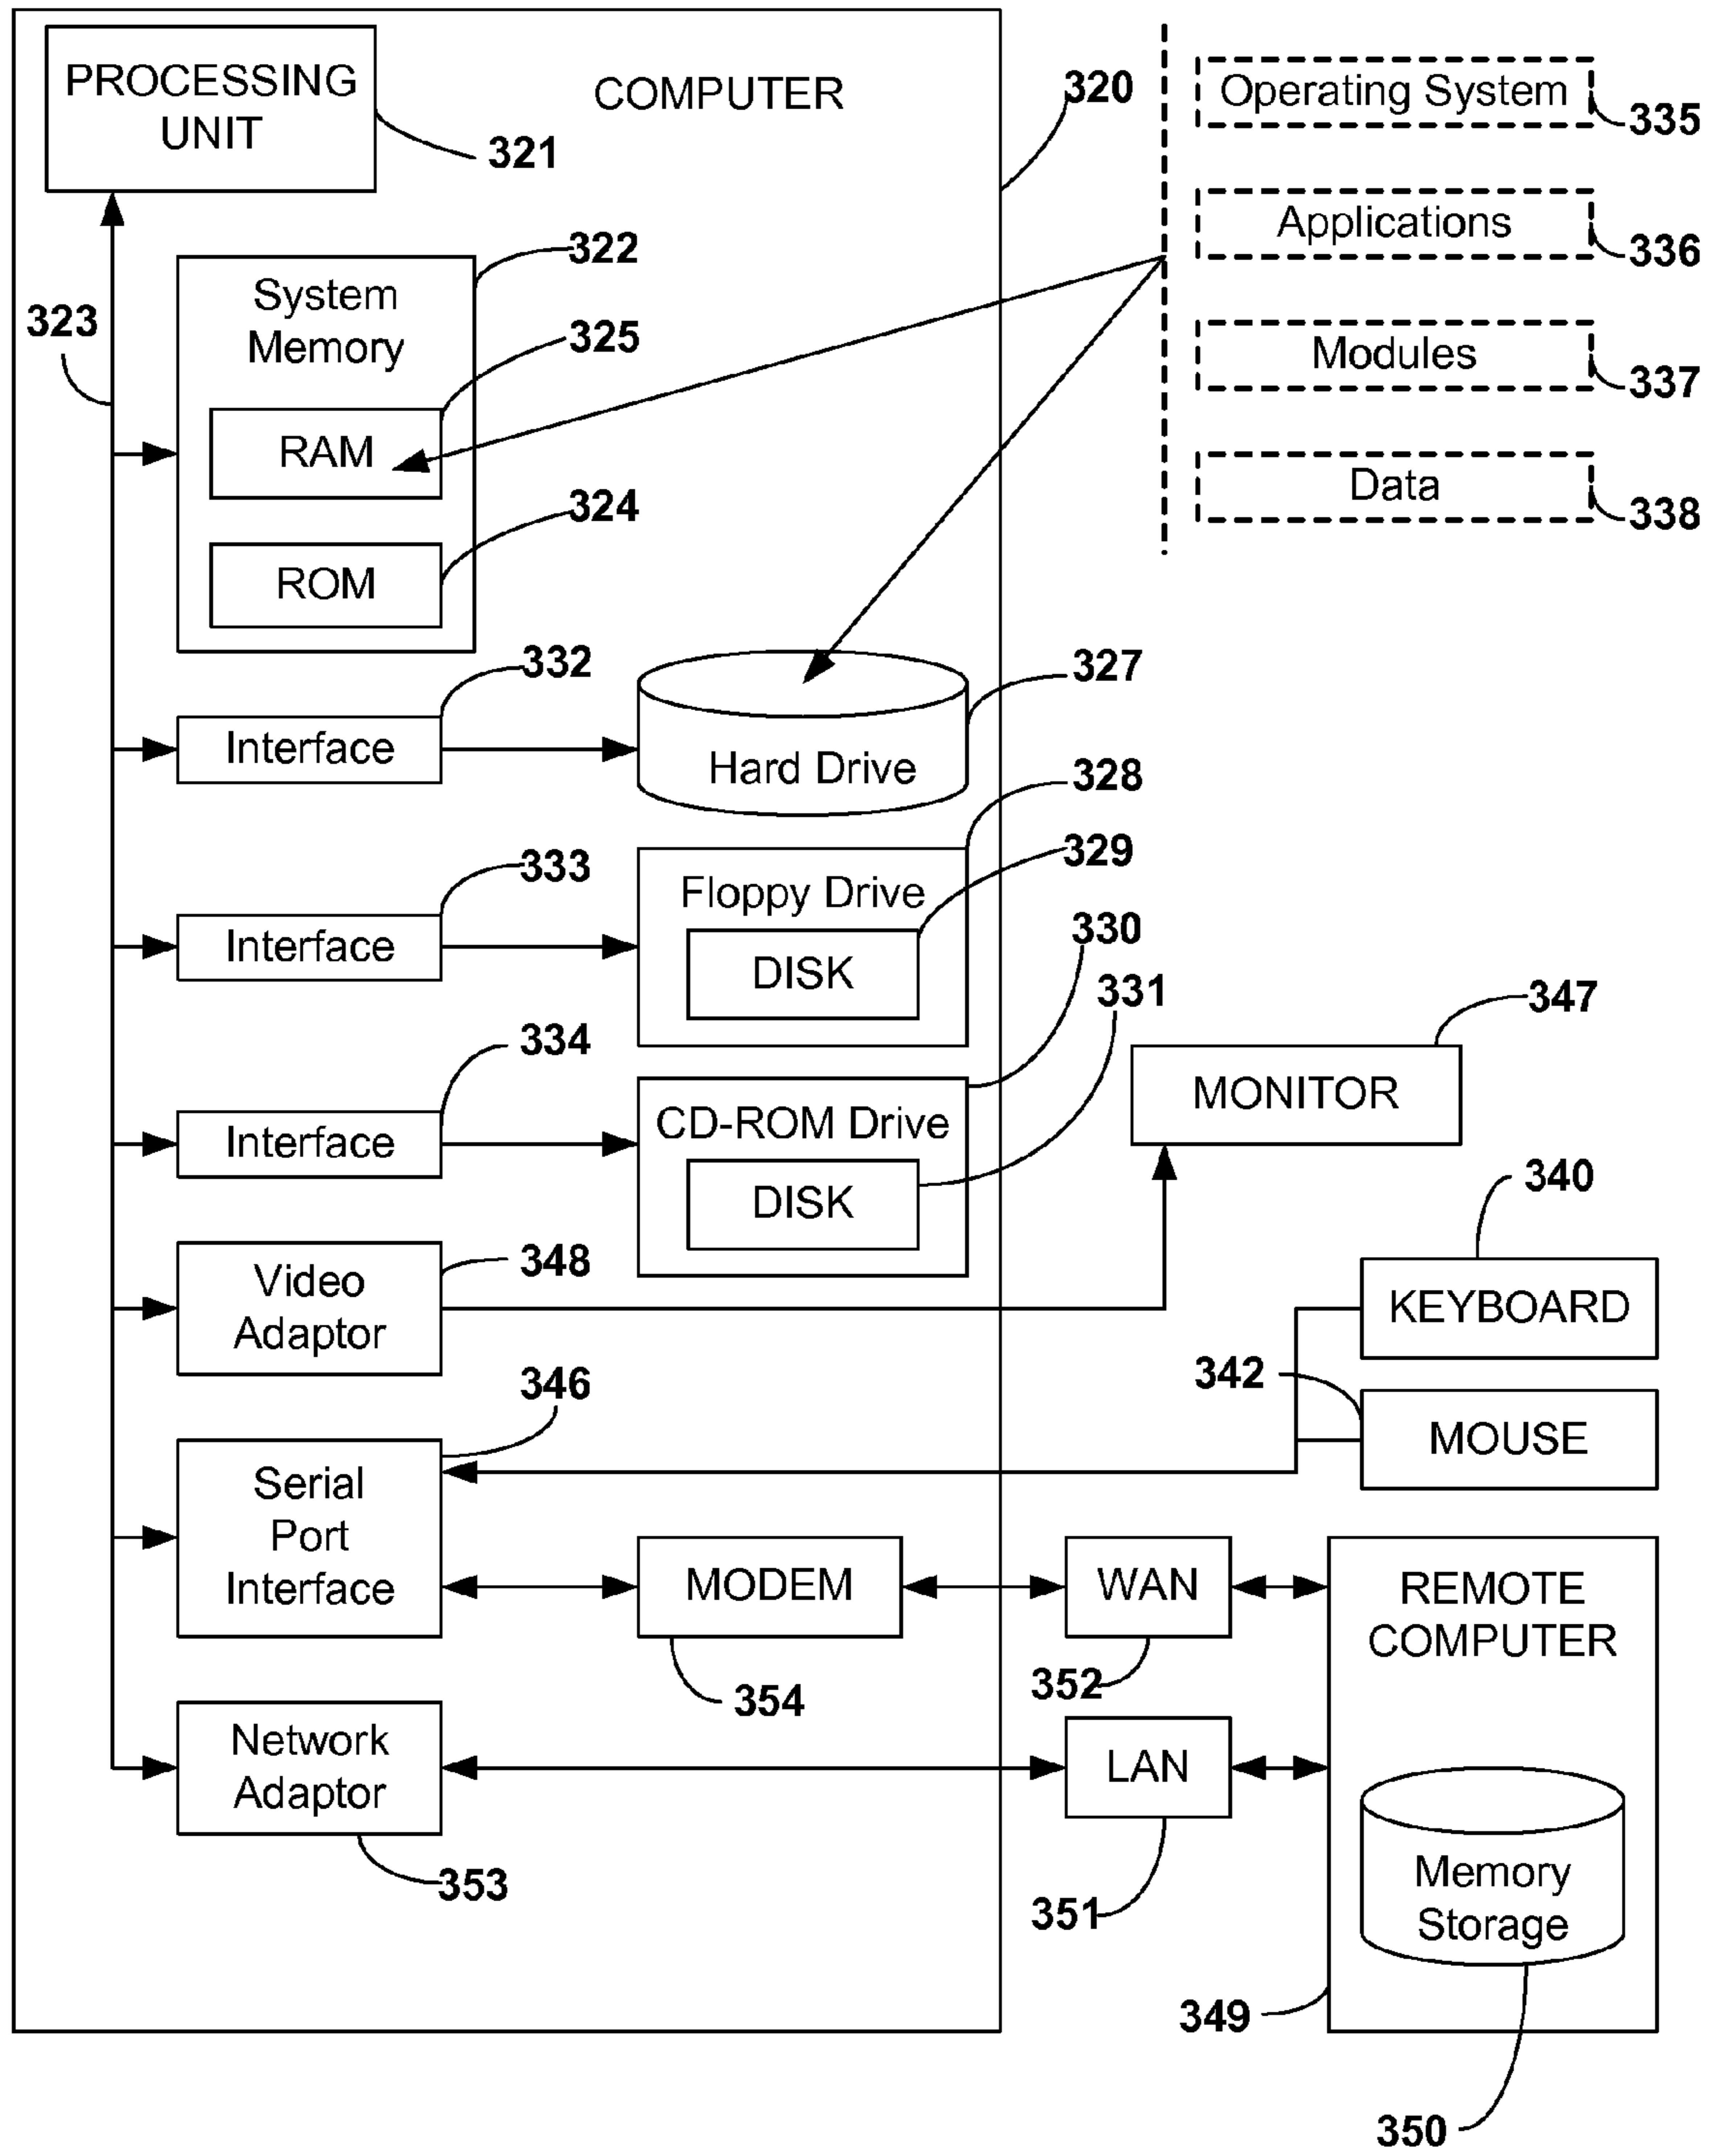 PROCESSING
UNIT
321
COMPUTER
320
Operating System
335
Applications
336
Modules
337
Data
338
323
322
System
Memory
325
RAM
324
ROM
332
Interface
327
Hard Drive
328
333
Interface
329
Floppy Drive
DISK
330
331
334
Interface
CD-ROM Drive
DISK
347
MONITOR
348
Video
Adaptor
340
KEYBOARD
342
MOUSE
346
Serial
Port
Interface
MODEM
354
WAN
352
REMOTE
COMPUTER
Network
Adaptor
353
LAN
351
Memory
Storage
349
350